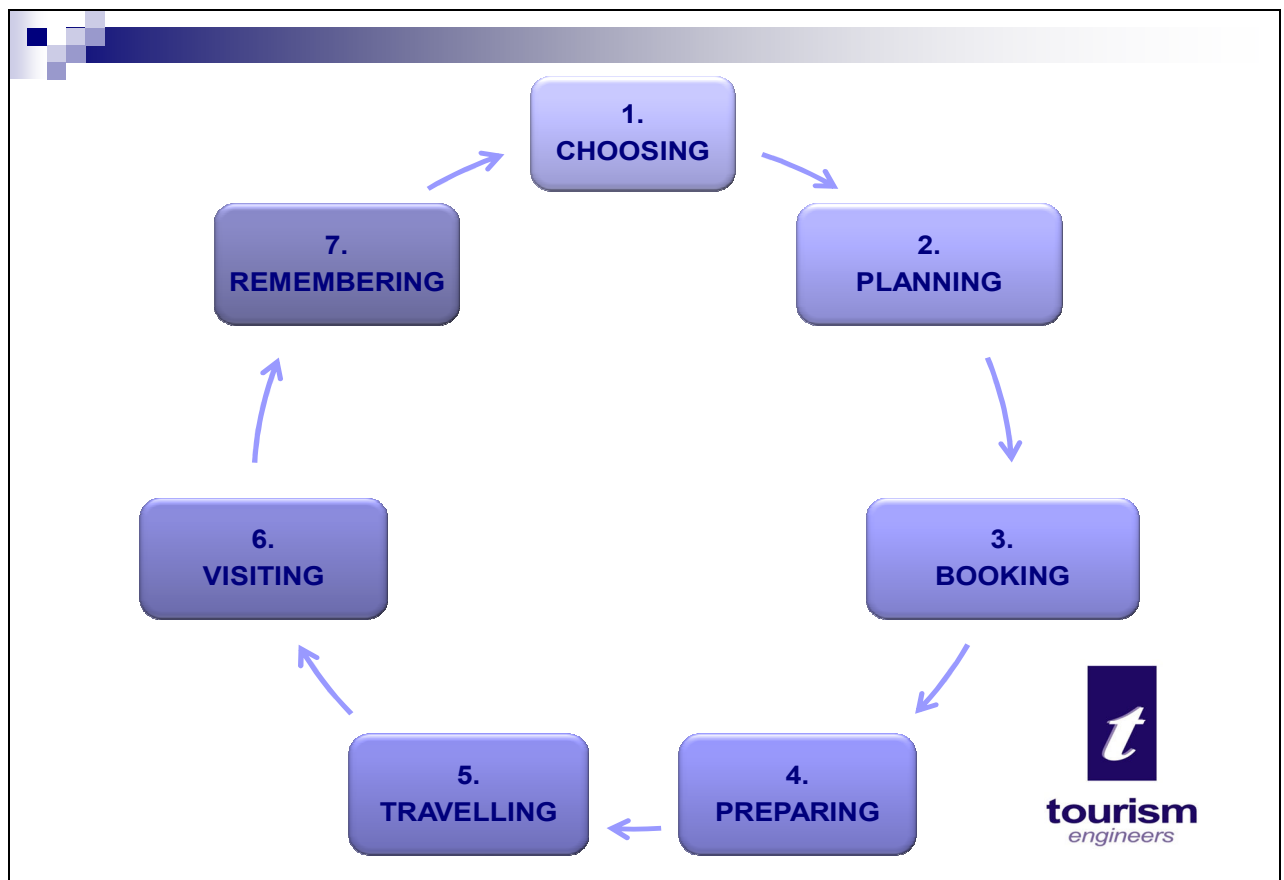 1.
CHOOSING
2.
PLANNING
3.
BOOKING
4.
PREPARING
5.
TRAVELLING
6.
VISITING
7.
REMEMBERING
t
tourism
engineers